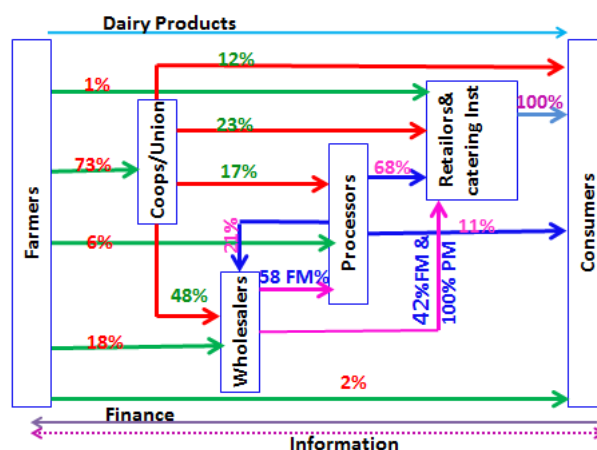 Dairy Products
12%
1%
100%
Retailors&
catering Inst
23%
Coops/Union
73%
17%
68%
Farmers
Processors
Consumers
21%
11%
6%
58 FM%
42%FM &
100% PM
48%
Wholesalers
18%
2%
Finance
Information